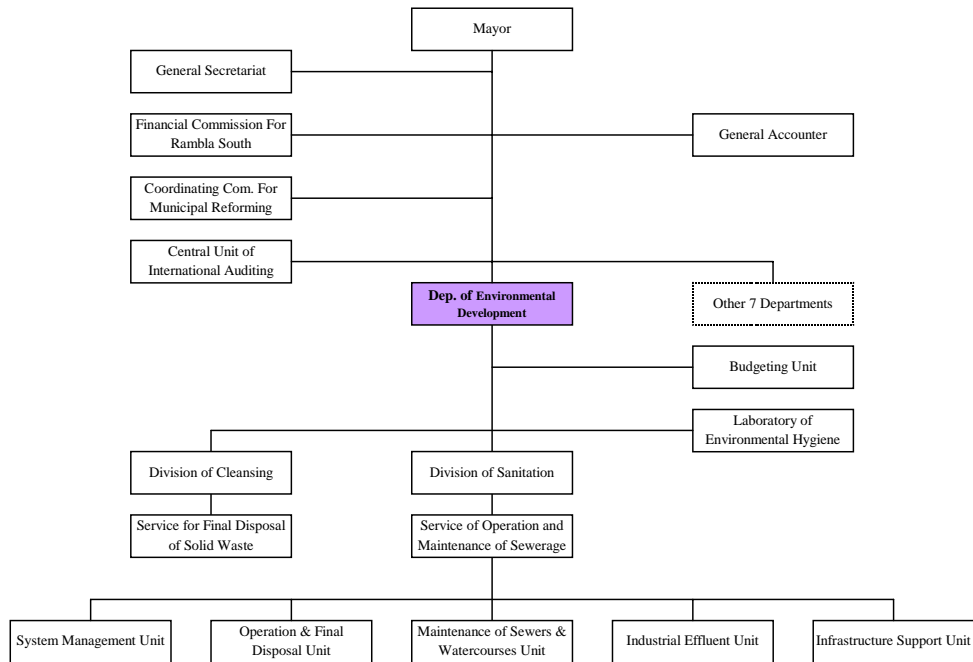 Mayor
General Secretariat
Financial Commission For
Rambla South
General Accounter
Coordinating Com. For
Municipal Reforming
Central Unit of
International Auditing
Dep. of Environmental
Development
Other 7 Departments
Budgeting Unit
Laboratory of
Environmental Hygiene
Division of Cleansing
Division of Sanitation
Service for Final Disposal
of Solid Waste
Service of Operation and
Maintenance of Sewerage
System Management Unit
Operation & Final
Disposal Unit
Maintenance of Sewers &
Watercourses Unit
Industrial Effluent Unit
Infrastructure Support Unit